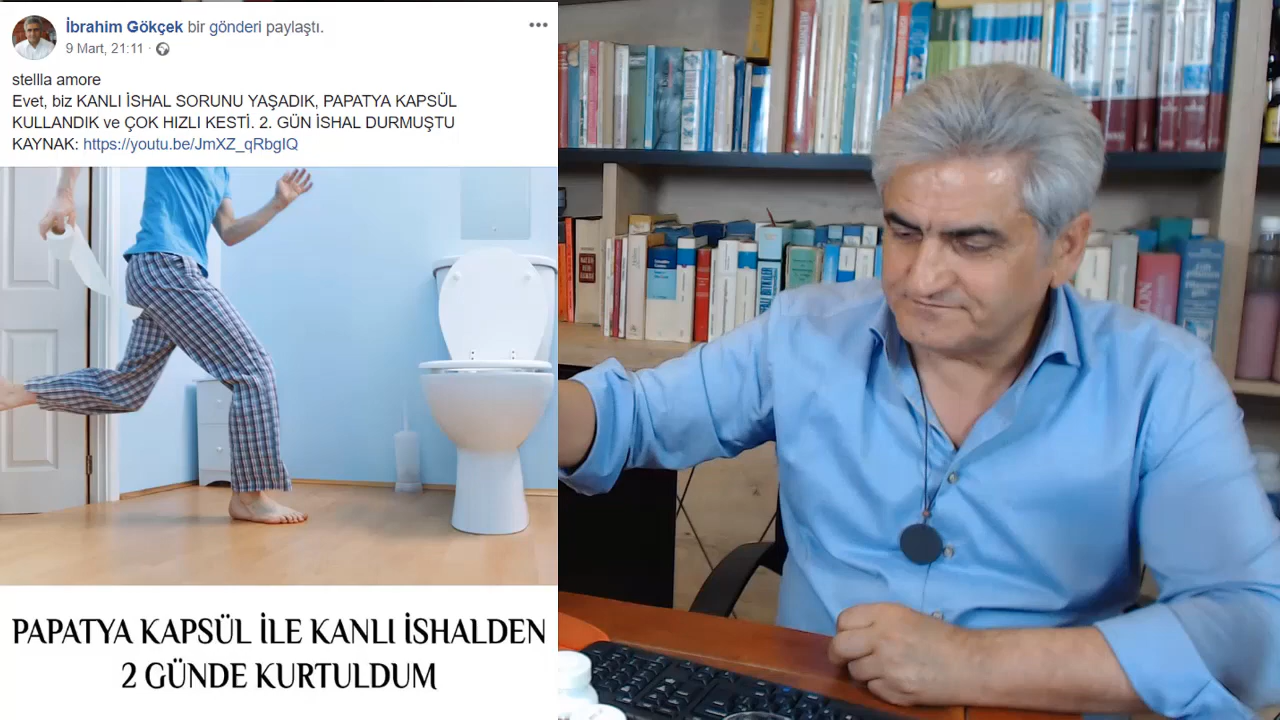 İbrahim Gökçek bir gönderi paylaştı.
9 Mart, 21:11 ·
stellla amore
Evet, biz KANLI İSHAL SORUNU YAŞADIK, PAPATYA KAPSÜL
KULLANDIK ve ÇOK HIZLI KESTİ. 2. GÜN İSHAL DURMUŞTU
KAYNAK: https://youtu.be/JmXZ_qRbgIQ
PAPATYA KAPSÜL İLE KANLI İSHALDEN
2 GÜNDE KURTULDUM